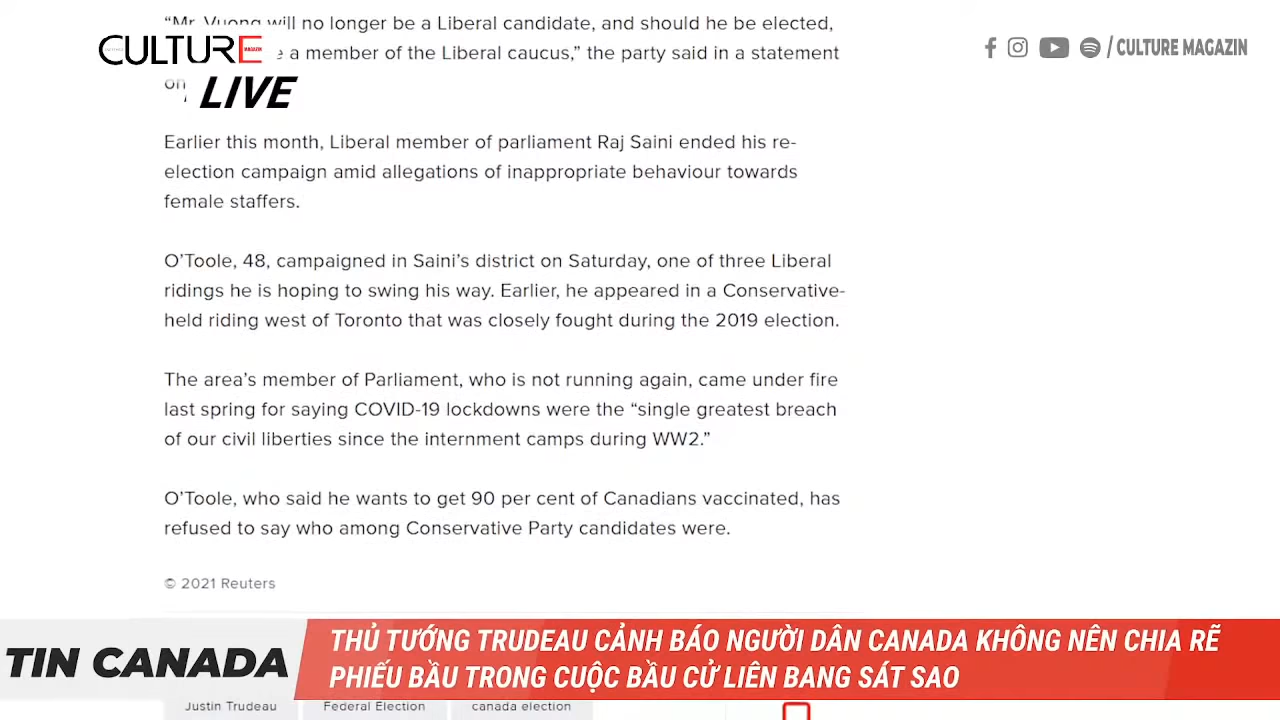 “Mr. Vuong will no longer be a Liberal candidate, and should he be elected,
CULTURE
e a member of the Liberal caucus,” the party said in a statement
/ CULTURE MAGAZIN
on
LIVE
Earlier this month, Liberal member of parliament Raj Saini ended his re-
election campaign amid allegations of inappropriate behaviour towards
female staffers.
O’Toole, 48, campaigned in Saini’s district on Saturday, one of three Liberal
ridings he is hoping to swing his way. Earlier, he appeared in a Conservative-
held riding west of Toronto that was closely fought during the 2019 election.
The area’s member of Parliament, who is not running again, came under fire
last spring for saying COVID-19 lockdowns were the “single greatest breach
of our civil liberties since the internment camps during WW2.”
O’Toole, who said he wants to get 90 per cent of Canadians vaccinated, has
refused to say who among Conservative Party candidates were.
© 2021 Reuters
TIN CANADA
THỦ TƯỚNG TRUDEAU CẢNH BÁO NGƯỜI DÂN CANADA KHÔNG NÊN CHIA RẼ
PHIẾU BẦU TRONG CUỘC BẦU CỬ LIÊN BANG SÁT SAO
Justin Trudeau
Federal Election
canada election